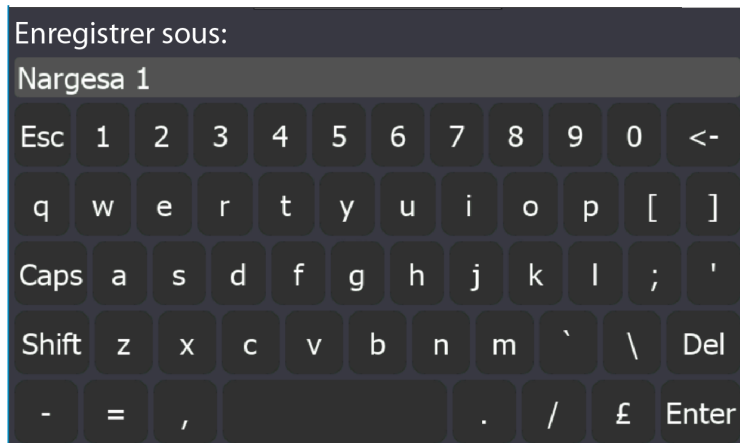 Enregistrer sous:
Nargesa 1
Esc 1 2 3 4 5 6 7 8 9 0 <-
q w e r t y u i o p [ ]
Caps a s d f g h j k l ; '
Shift z x c v b n m ` \ Del
- = , . / £ Enter